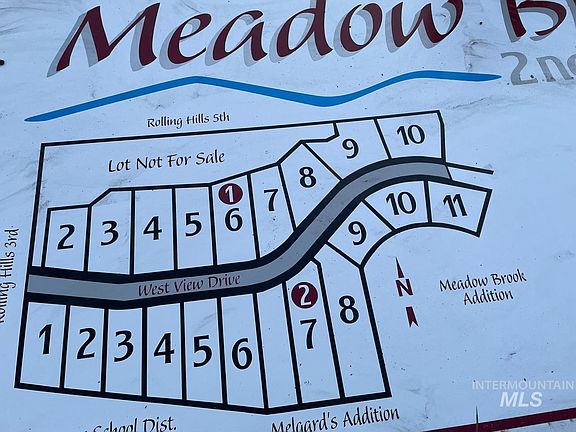 Meadow
2n
Rolling Hills 5th
Lot Not For Sale
9 10
8
1
2 3 4 5 6 7
9 10 11
West View Drive
Rolling Hills 3rd
N
Meadow Brook
Addition
2
1 2 3 4 5 6 7 8
School Dist.
Melgard's Addition
INTERMOUNTAIN
MLS